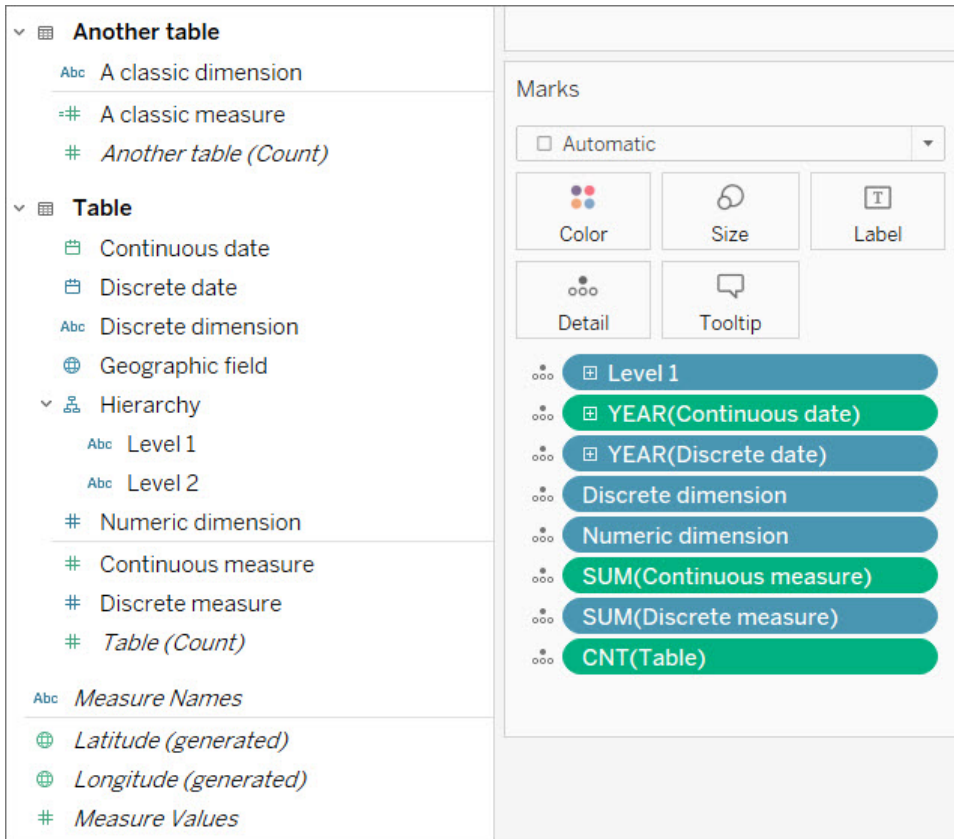 Another table
Abc A classic dimension
=# A classic measure
# Another table (Count)
Table
Continuous date
Discrete date
Abc Discrete dimension
Geographic field
Hierarchy
Abc Level 1
Abc Level 2
# Numeric dimension
# Continuous measure
# Discrete measure
# Table (Count)
Abc Measure Names
Latitude (generated)
Longitude (generated)
# Measure Values
Marks
Automatic
Color Size T Label
Detail Tooltip
Level 1
YEAR(Continuous date)
YEAR(Discrete date)
Discrete dimension
Numeric dimension
SUM(Continuous measure)
SUM(Discrete measure)
CNT(Table)